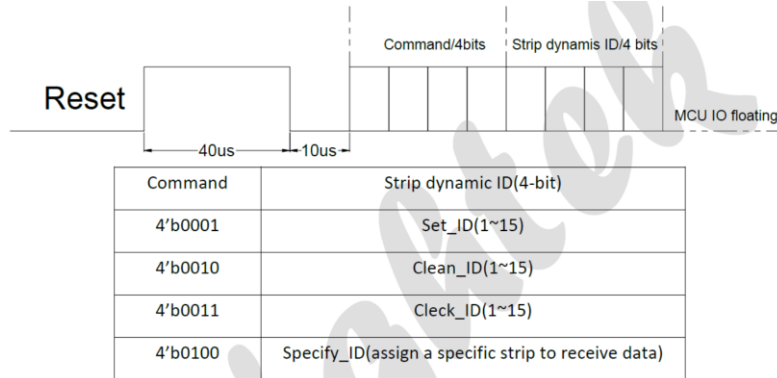 Command/4bits Strip dynamis ID/4 bits
Reset
MCU IO floating
40us 10us
Command Strip dynamic ID(4-bit)
4'b0001 Set_ID(1~15)
4'b0010 Clean_ID(1~15)
4'b0011 Cleck_ID(1~15)
4'b0100 Specify_ID(assign a specific strip to receive data)